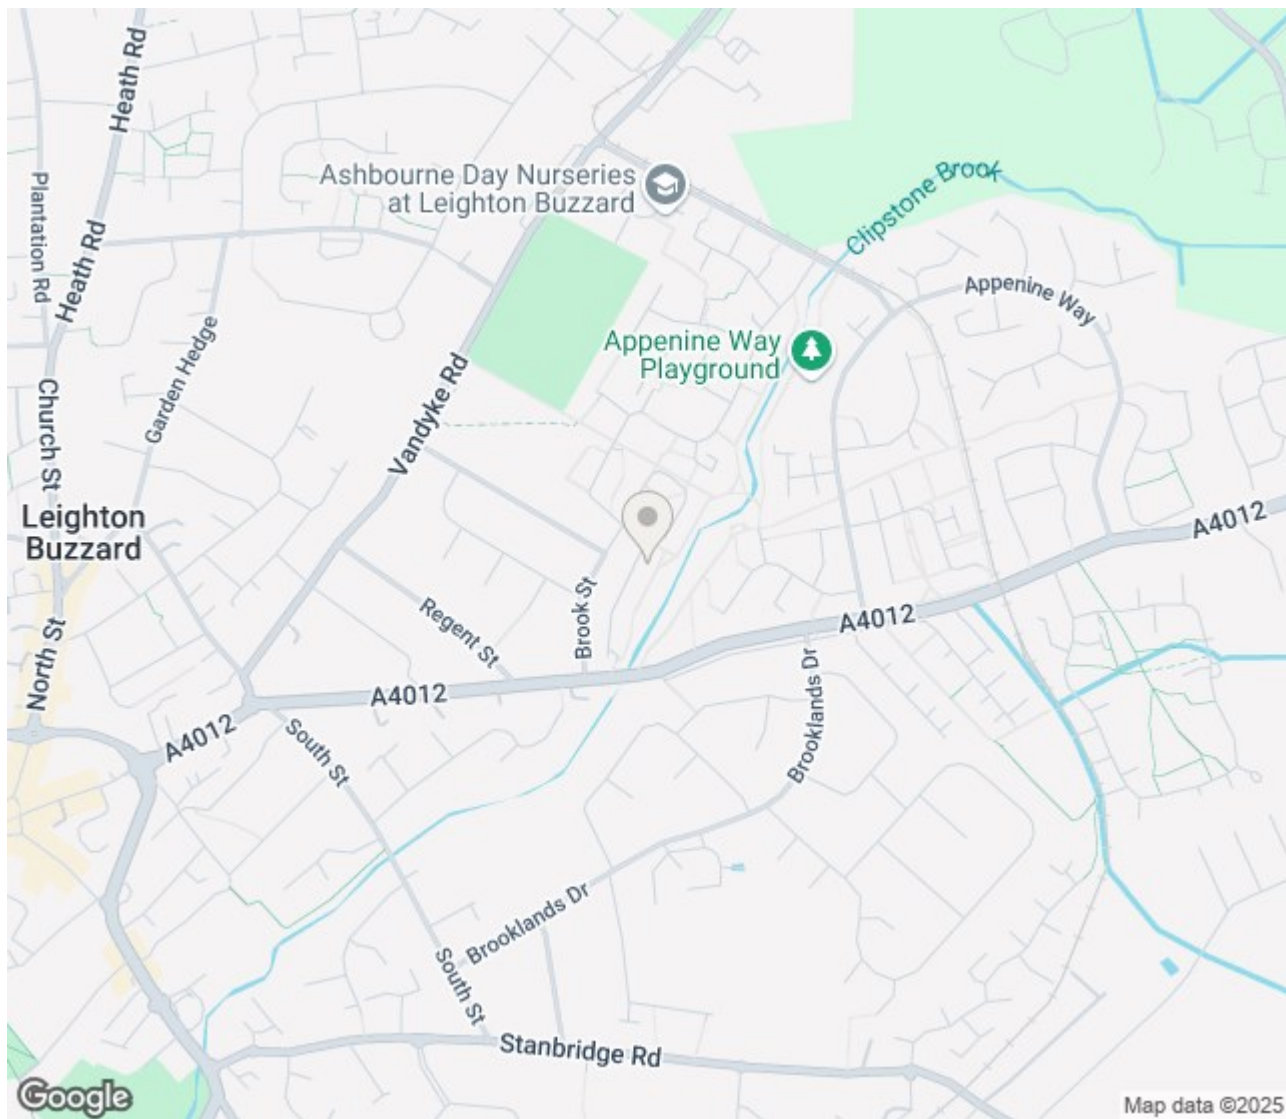 Heath Rd
Plantation Rd
Heath Rd
Ashbourne Day Nurseries
at Leighton Buzzard
Clipstone Brook
Appenine Way
Garden Hedge
Appenine Way
Playground
Church St
Vandyke Rd
Leighton
Buzzard
A4012
Regent St
Brook St
A4012
North St
A4012
A4012
South St
Brooklands Dr
Brooklands Dr
South St
Stanbridge Rd
Google
Map data ©2025